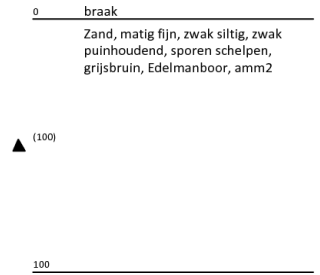 0 braak
Zand, matig fijn, zwak siltig, zwak
puinhoudend, sporen schelpen,
grijsbruin, Edelmanboor, amm2
(100)
100